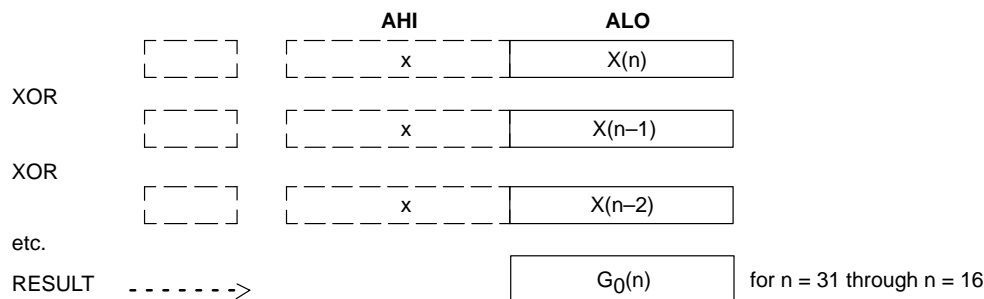 AHI ALO
x X(n)
XOR
x X(n–1)
XOR
x X(n–2)
etc.
RESULT G0(n) for n = 31 through n = 16